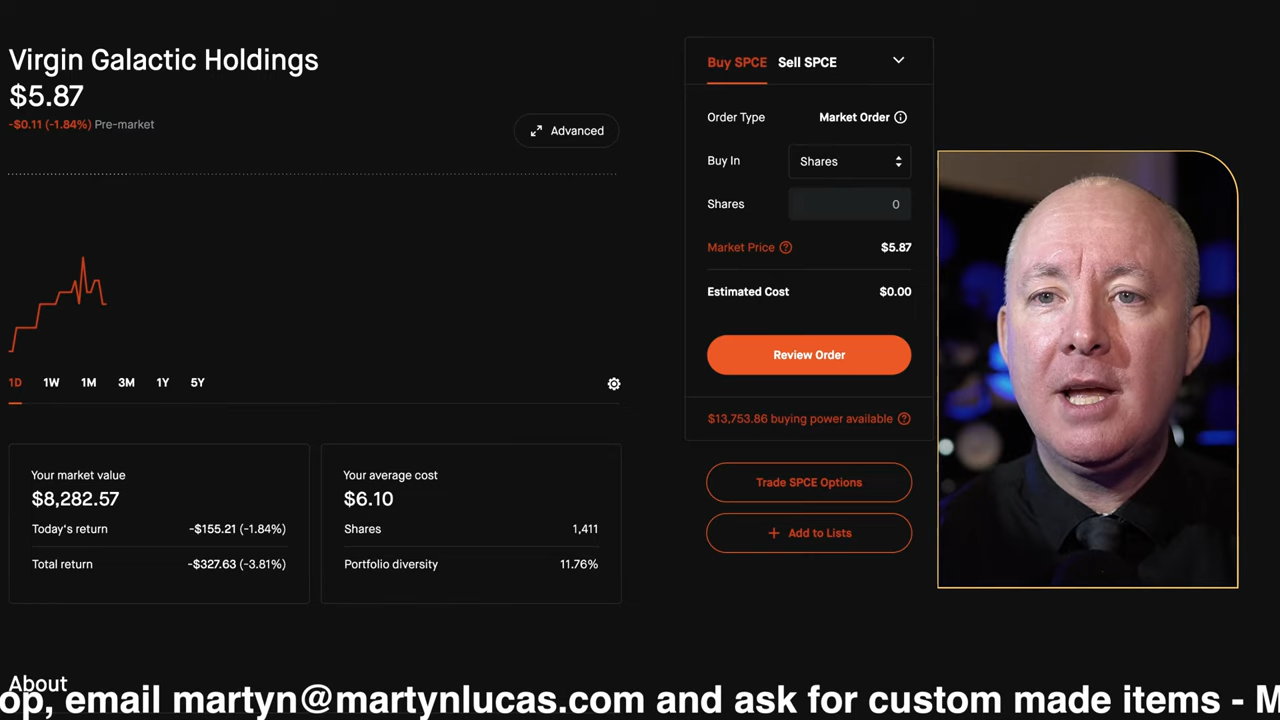 Virgin Galactic Holdings
$5.87
-$0.11 (-1.84%) Pre-market
Advanced
1D 1W 1M 3M 1Y 5Y
Your market value
$8,282.57
Today's return -$155.21 (-1.84%)
Total return -$327.63 (-3.81%)
Your average cost
$6.10
Shares 1,411
Portfolio diversity 11.76%
Buy SPCE Sell SPCE
Order Type Market Order
Buy In Shares
Shares 0
Market Price $5.87
Estimated Cost $0.00
Review Order
$13,753.86 buying power available
Trade SPCE Options
+ Add to Lists
About
op, email martyn@martynlucas.com and ask for custom made items - M